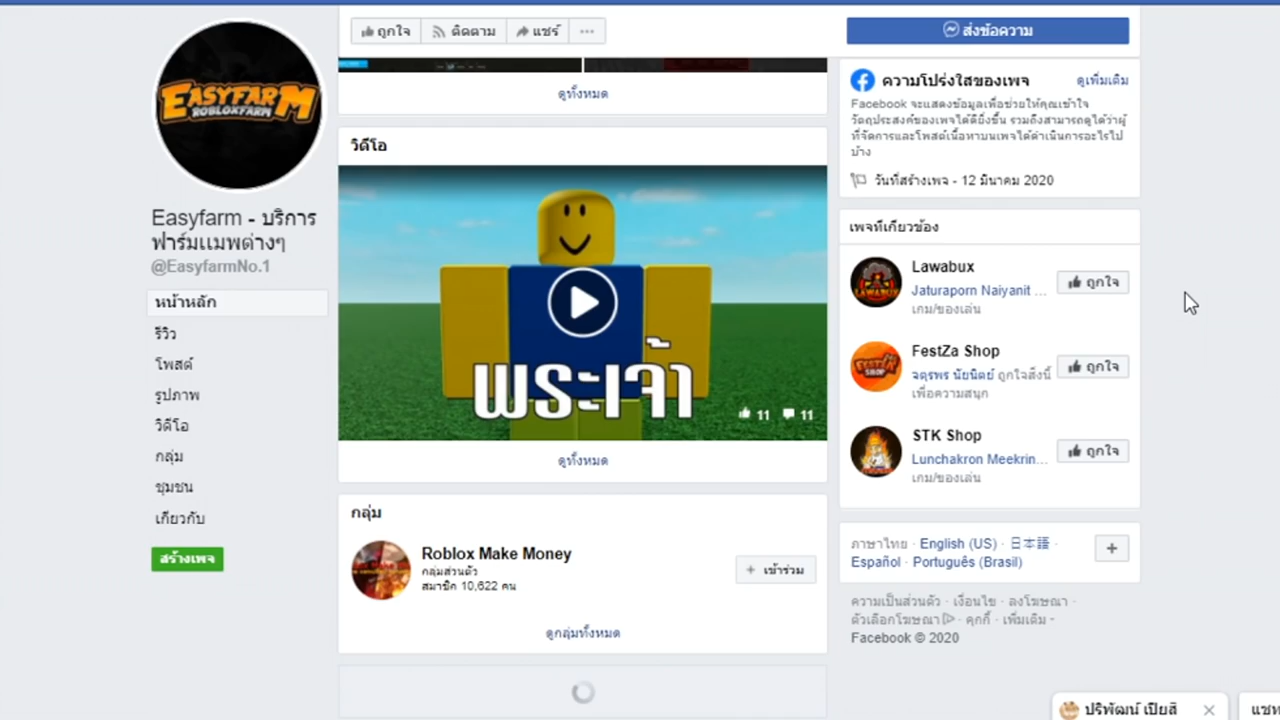 EASYFARM
ROBLOXFARM
Easyfarm - บริการ
ฟาร์มแมพต่างๆ
@EasyfarmNo.1
หน้าหลัก
รีวิว
โพสต์
รูปภาพ
วิดีโอ
กลุ่ม
ชุมชน
เกี่ยวกับ
สร้างเพจ
ถูกใจ ติดตาม แชร์ ...
ดูทั้งหมด
วิดีโอ
พระเจ้า
11 11
ดูทั้งหมด
กลุ่ม
Roblox Make Money
กลุ่มส่วนตัว
สมาชิก 10,622 คน
+ เข้าร่วม
ดูกลุ่มทั้งหมด
ส่งข้อความ
ความโปร่งใสของเพจ ดูเพิ่มเติม
Facebook จะแสดงข้อมูลเพื่อช่วยให้คุณเข้าใจ
วัตถุประสงค์ของเพจได้ดียิ่งขึ้น รวมถึงสามารถดูได้ว่าผู้
ที่จัดการและโพสต์เนื้อหาบนเพจได้ดำเนินการอะไรไป
บ้าง
วันที่สร้างเพจ - 12 มีนาคม 2020
เพจที่เกี่ยวข้อง
LAWABUX
Lawabux
Jaturaporn Naiyanit ...
เกม/ของเล่น
ถูกใจ
FESTZA
SHOP
FestZa Shop
จตุรพร นัยนิตย์ ถูกใจสิ่งนี้
เพื่อความสนุก
ถูกใจ
STK Shop
Lunchakron Meekrin...
เกม/ของเล่น
ถูกใจ
ภาษาไทย · English (US) · 日本語 ·
Español · Português (Brasil)
+
ความเป็นส่วนตัว · เงื่อนไข · ลงโฆษณา ·
ตัวเลือกโฆษณา · คุกกี้ · เพิ่มเติม
Facebook © 2020
ปริพัฒน์ เปียสิ
แชท